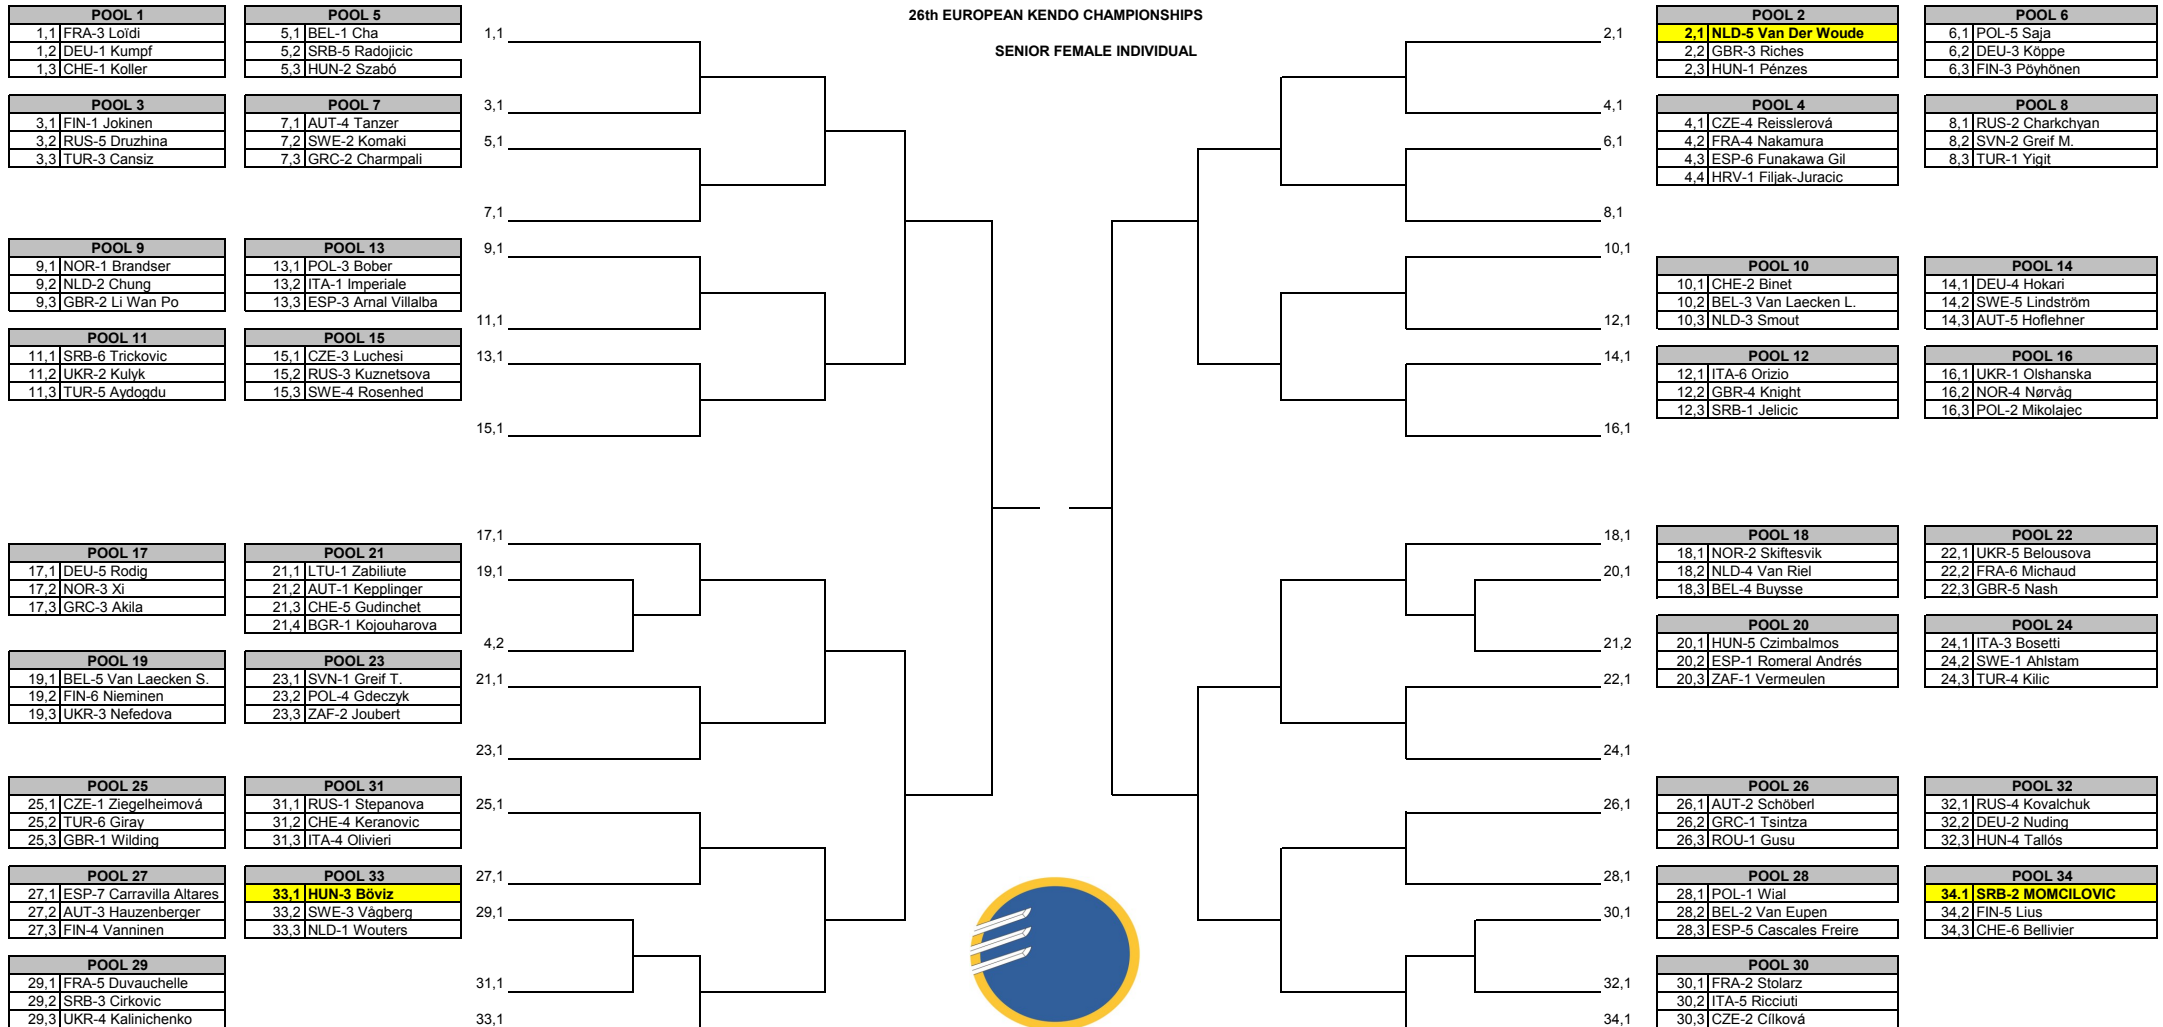 26th EUROPEAN KENDO CHAMPIONSHIPS
SENIOR FEMALE INDIVIDUAL
POOL 1
1,1 FRA-3 Loïdi
1,2 DEU-1 Kumpf
1,3 CHE-1 Koller
POOL 5
5,1 BEL-1 Cha
5,2 SRB-5 Radojicic
5,3 HUN-2 Szabó
POOL 3
3,1 FIN-1 Jokinen
3,2 RUS-5 Druzhina
3,3 TUR-3 Cansiz
POOL 7
7,1 AUT-4 Tanzer
7,2 SWE-2 Komaki
7,3 GRC-2 Charmpali
POOL 9
9,1 NOR-1 Brandser
9,2 NLD-2 Chung
9,3 GBR-2 Li Wan Po
POOL 13
13,1 POL-3 Bober
13,2 ITA-1 Imperiale
13,3 ESP-3 Arnal Villalba
POOL 11
11,1 SRB-6 Trickovic
11,2 UKR-2 Kulyk
11,3 TUR-5 Aydogdu
POOL 15
15,1 CZE-3 Luchesi
15,2 RUS-3 Kuznetsova
15,3 SWE-4 Rosenhed
POOL 17
17,1 DEU-5 Rodig
17,2 NOR-3 Xi
17,3 GRC-3 Akila
POOL 21
21,1 LTU-1 Zabiliute
21,2 AUT-1 Kepplinger
21,3 CHE-5 Gudinchet
21,4 BGR-1 Kojouharova
POOL 19
19,1 BEL-5 Van Laecken S.
19,2 FIN-6 Nieminen
19,3 UKR-3 Nefedova
POOL 23
23,1 SVN-1 Greif T.
23,2 POL-4 Gdeczyk
23,3 ZAF-2 Joubert
POOL 25
25,1 CZE-1 Ziegelheimová
25,2 TUR-6 Giray
25,3 GBR-1 Wilding
POOL 31
31,1 RUS-1 Stepanova
31,2 CHE-4 Keranovic
31,3 ITA-4 Olivieri
POOL 27
27,1 ESP-7 Carravilla Altares
27,2 AUT-3 Hauzenberger
27,3 FIN-4 Vanninen
POOL 33
33,1 HUN-3 Böviz
33,2 SWE-3 Vågberg
33,3 NLD-1 Wouters
POOL 29
29,1 FRA-5 Duvauchelle
29,2 SRB-3 Cirkovic
29,3 UKR-4 Kalinichenko
1,1
3,1
5,1
7,1
9,1
11,1
13,1
15,1
17,1
19,1
4,2
21,1
23,1
25,1
27,1
29,1
31,1
33,1
2,1
4,1
6,1
8,1
10,1
12,1
14,1
16,1
18,1
20,1
21,2
22,1
24,1
26,1
28,1
30,1
32,1
34,1
POOL 2
2,1 NLD-5 Van Der Woude
2,2 GBR-3 Riches
2,3 HUN-1 Pénzes
POOL 6
6,1 POL-5 Saja
6,2 DEU-3 Köppe
6,3 FIN-3 Pöyhönen
POOL 4
4,1 CZE-4 Reisslerová
4,2 FRA-4 Nakamura
4,3 ESP-6 Funakawa Gil
4,4 HRV-1 Filjak-Juracic
POOL 8
8,1 RUS-2 Charkchyan
8,2 SVN-2 Greif M.
8,3 TUR-1 Yigit
POOL 10
10,1 CHE-2 Binet
10,2 BEL-3 Van Laecken L.
10,3 NLD-3 Smout
POOL 14
14,1 DEU-4 Hokari
14,2 SWE-5 Lindström
14,3 AUT-5 Hoflehner
POOL 12
12,1 ITA-6 Orizio
12,2 GBR-4 Knight
12,3 SRB-1 Jelicic
POOL 16
16,1 UKR-1 Olshanska
16,2 NOR-4 Nørvåg
16,3 POL-2 Mikolajec
POOL 18
18,1 NOR-2 Skiftesvik
18,2 NLD-4 Van Riel
18,3 BEL-4 Buysse
POOL 22
22,1 UKR-5 Belousova
22,2 FRA-6 Michaud
22,3 GBR-5 Nash
POOL 20
20,1 HUN-5 Czimbalmos
20,2 ESP-1 Romeral Andrés
20,3 ZAF-1 Vermeulen
POOL 24
24,1 ITA-3 Bosetti
24,2 SWE-1 Ahlstam
24,3 TUR-4 Kilic
POOL 26
26,1 AUT-2 Schöberl
26,2 GRC-1 Tsintza
26,3 ROU-1 Gusu
POOL 32
32,1 RUS-4 Kovalchuk
32,2 DEU-2 Nuding
32,3 HUN-4 Tallós
POOL 28
28,1 POL-1 Wial
28,2 BEL-2 Van Eupen
28,3 ESP-5 Cascales Freire
POOL 34
34.1 SRB-2 MOMCILOVIC
34,2 FIN-5 Lius
34,3 CHE-6 Bellivier
POOL 30
30,1 FRA-2 Stolarz
30,2 ITA-5 Ricciuti
30,3 CZE-2 Cílková